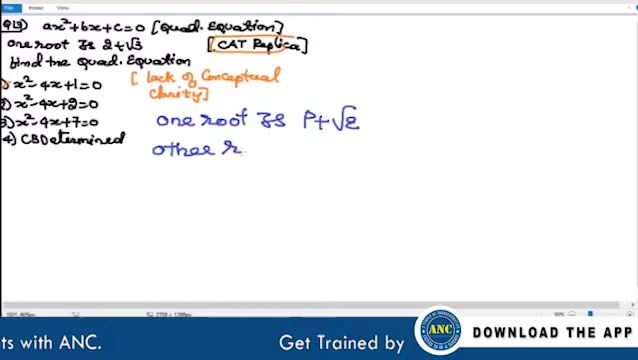 File Home View
Q13) ax²+bx+c=0 [Quad. Equation]
one root is 2+√3 [CAT Replica]
find the Quad. Equation
x²-4x+1=0 [lack of Conceptual
Clarity]
2) x²-4x+2=0
3) x²-4x+7=0
4) CBDetermined
one root is P+√2
other r
50%
ts with ANC.
Get Trained by
ANC
DOWNLOAD THE APP